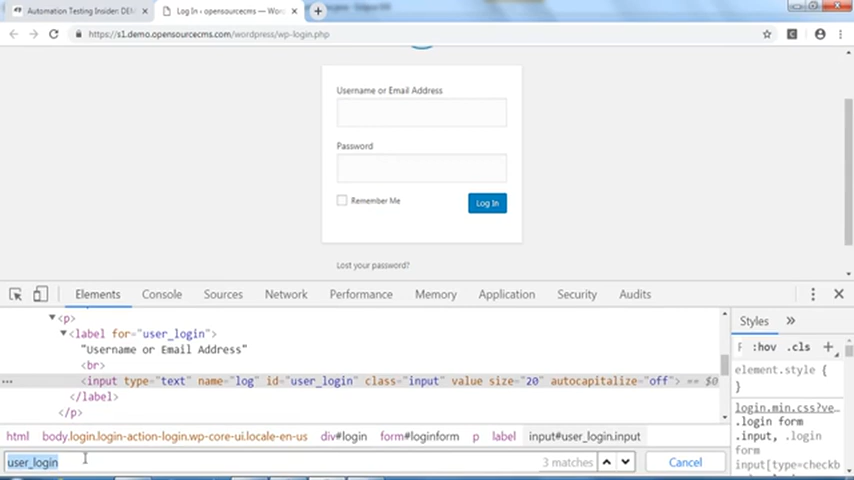 Automation Testing Insider: DEM
Log In ‹ opensourcecms — Wor
https://s1.demo.opensourcecms.com/wordpress/wp-login.php
Username or Email Address
Password
Remember Me
Log In
Lost your password?
Elements Console Sources Network Performance Memory Application Security Audits
▼<p>
▼<label for="user_login">
"Username or Email Address"
<br>
... <input type="text" name="log" id="user_login" class="input" value size="20" autocapitalize="off"> == $0
</label>
</p>
html body.login.login-action-login.wp-core-ui.locale-en-us div#login form#loginform p label input#user_login.input
user_login 3 matches Cancel
Styles »
F :hov .cls +
element.style {
}
login.min.css?ve…
.login form
.input, .login
form
input[type=checkb